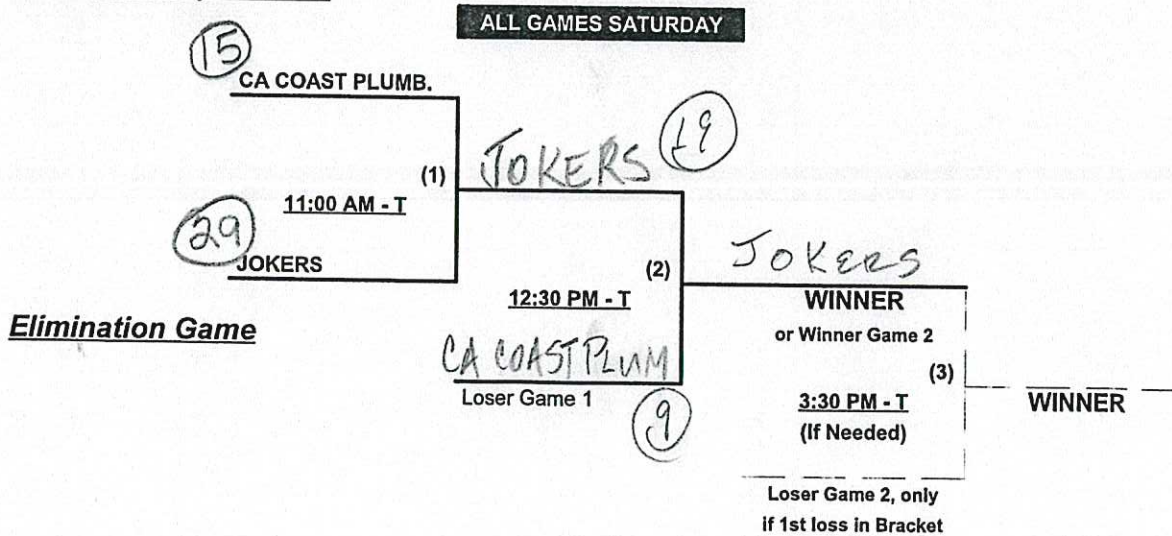 ALL GAMES SATURDAY
15
CA COAST PLUMB.
(1)
JOKERS 19
11:00 AM - T
29
JOKERS
(2)
JOKERS
12:30 PM - T
WINNER
or Winner Game 2
Elimination Game
CA COAST PLUM
(3)
Loser Game 1
9
3:30 PM - T
(If Needed)
WINNER
Loser Game 2, only
if 1st loss in Bracket